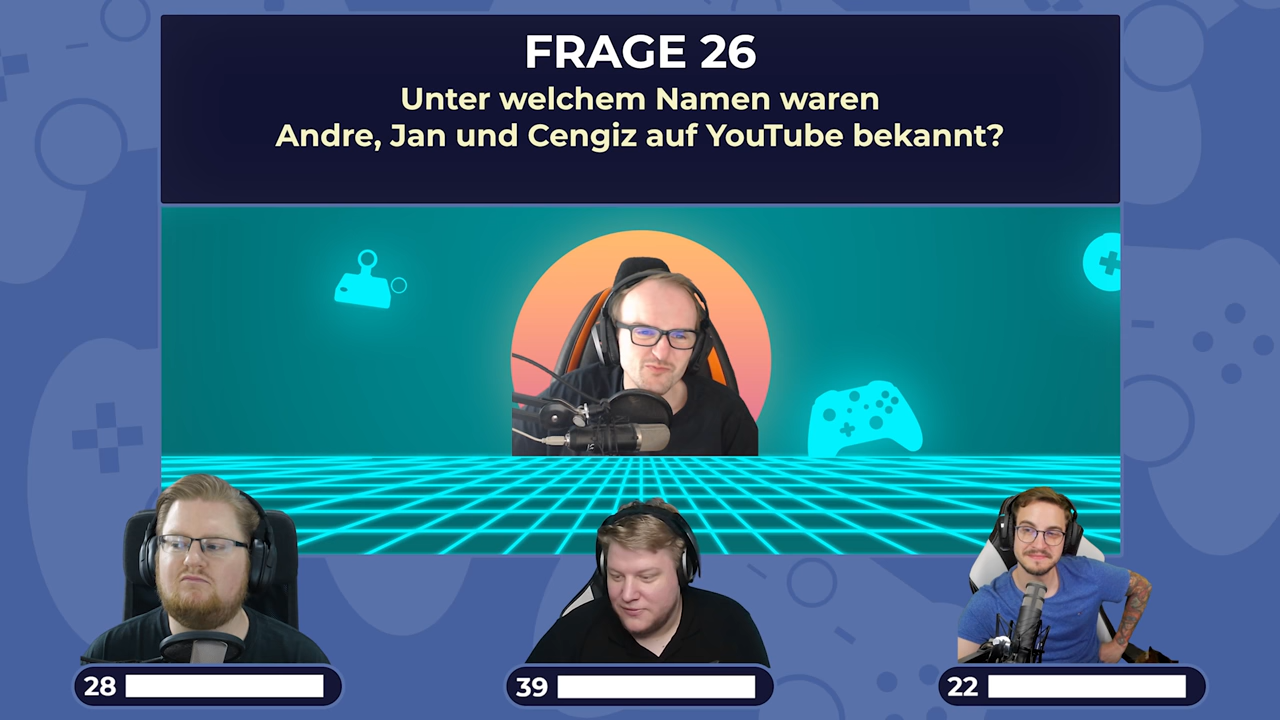 FRAGE 26
Unter welchem Namen waren
Andre, Jan und Cengiz auf YouTube bekannt?
28
39
22